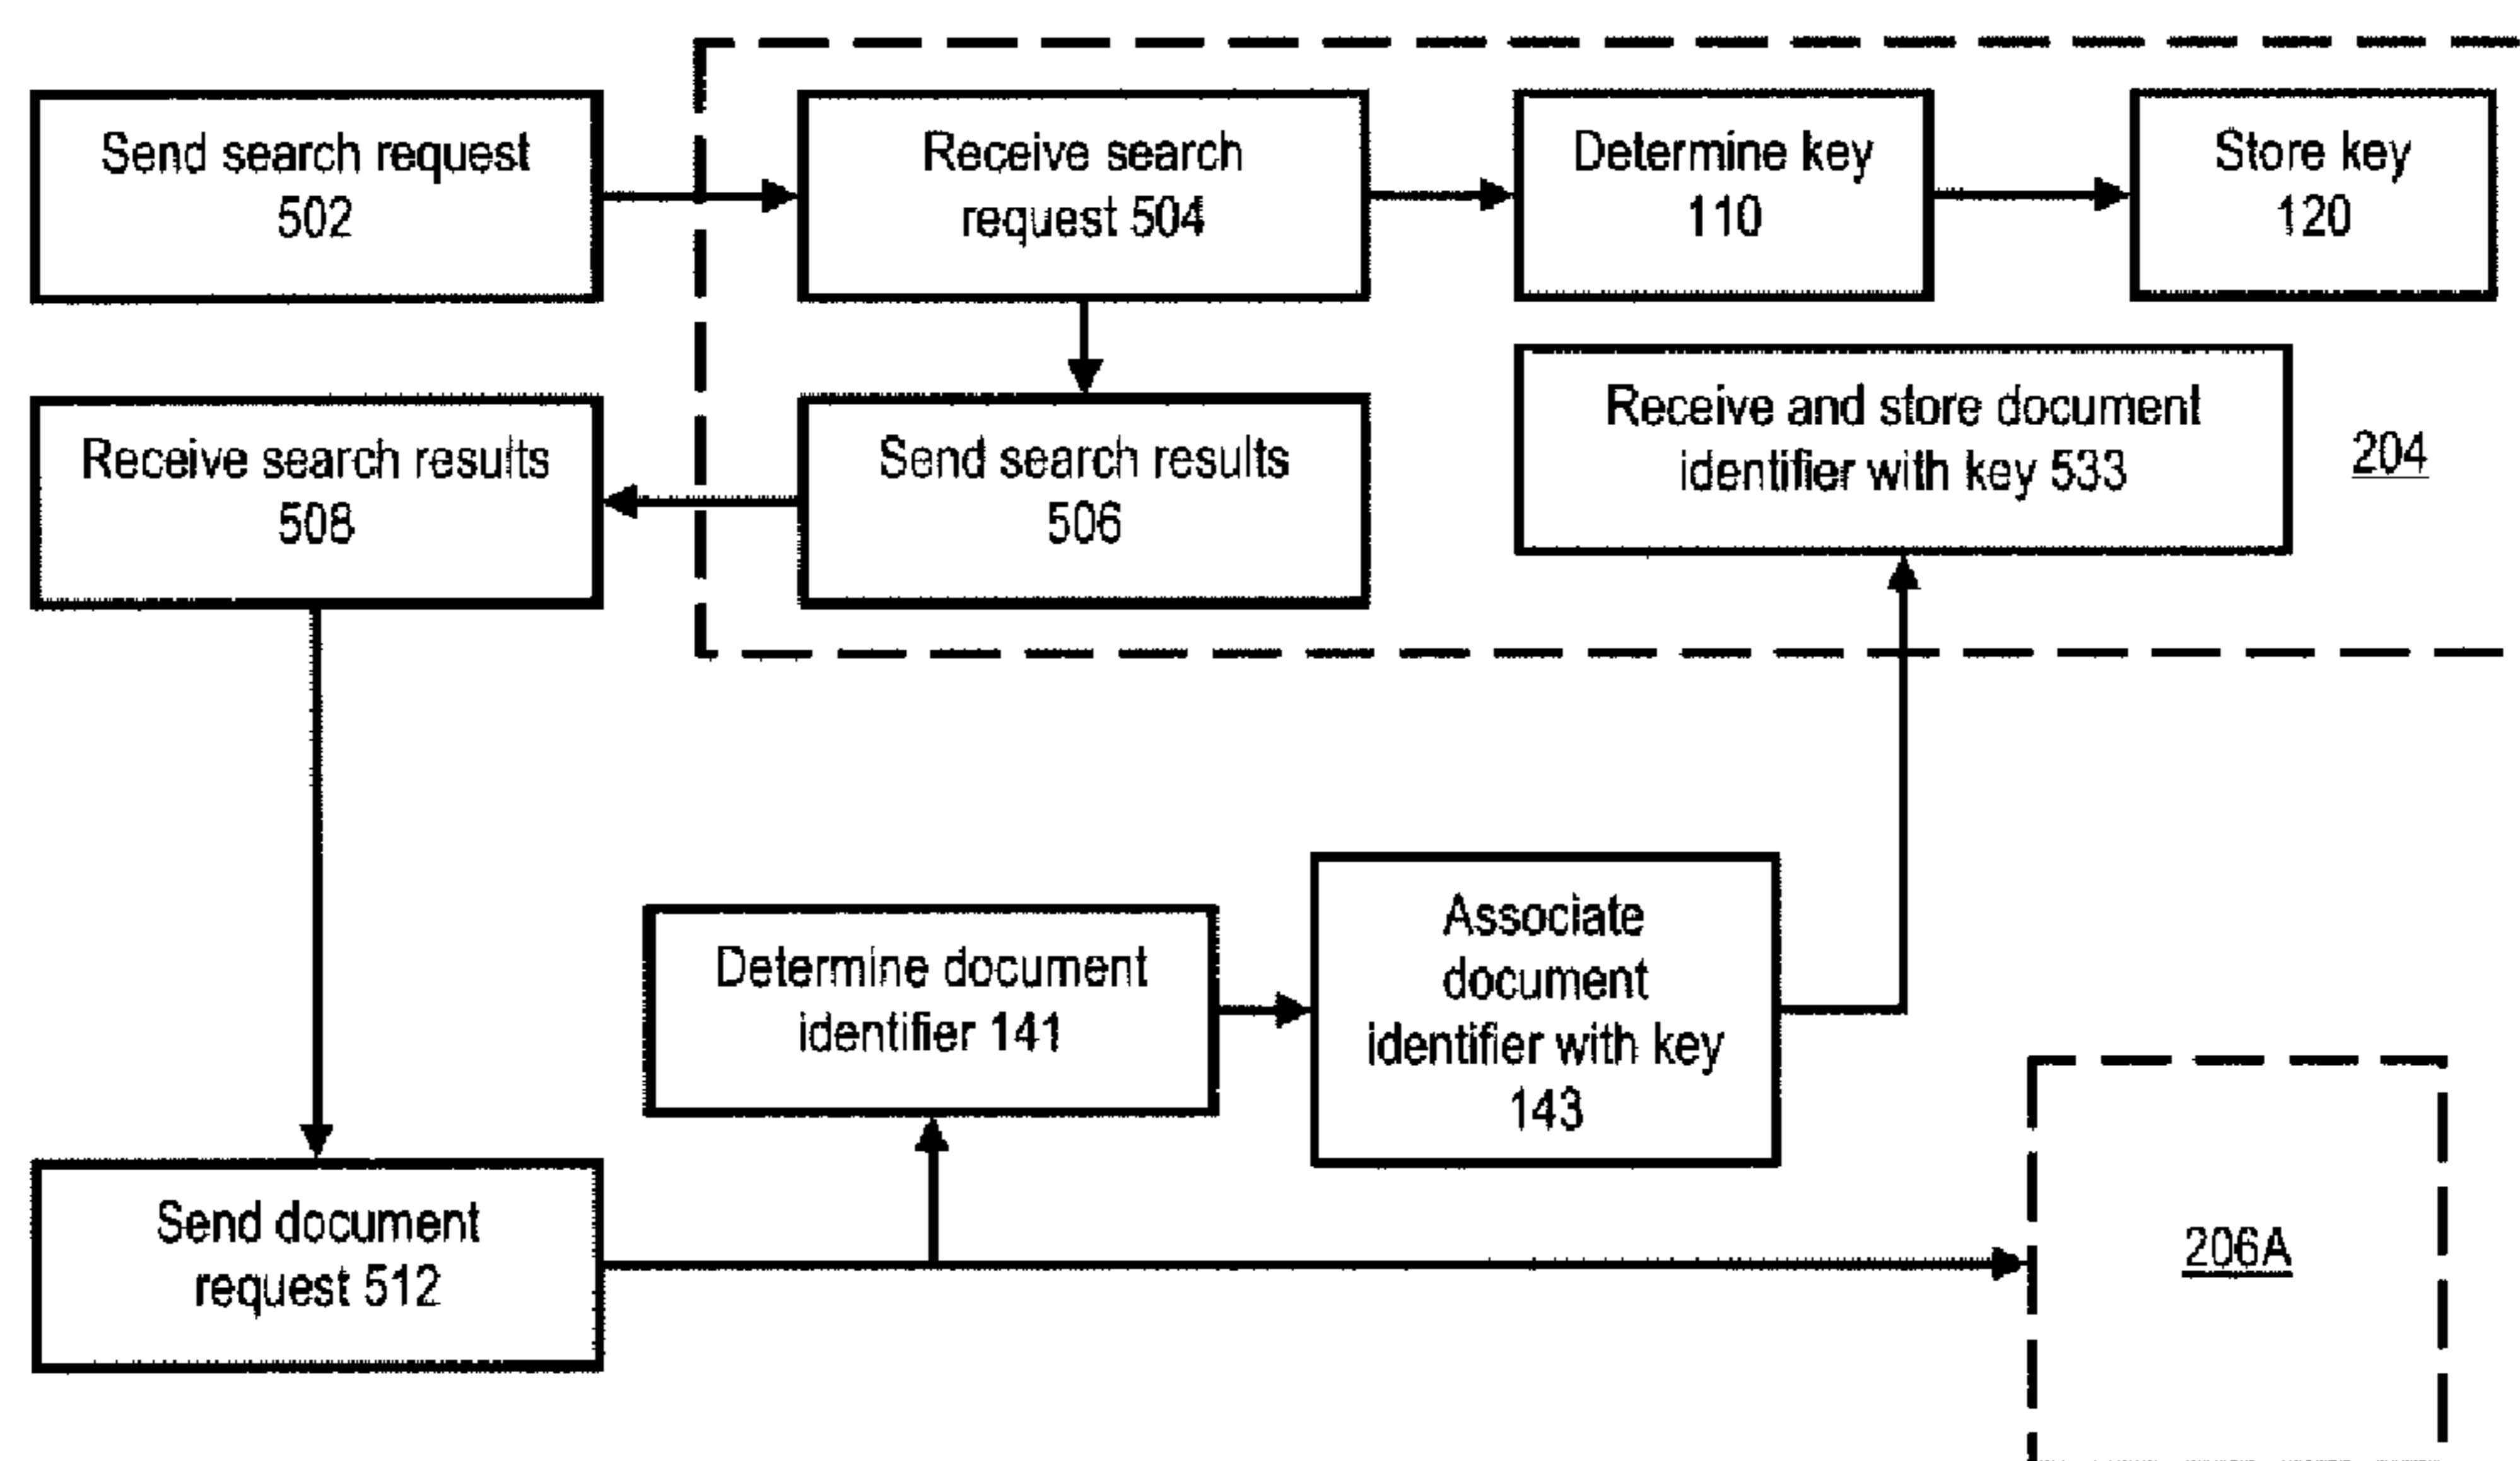 Send search request
502
Receive search
request 504
Determine key
110
Store key
120
Receive search results
508
Send search results
506
Receive and store document
identifier with key 533
204
Determine document
identifier 141
Associate
document
identifier with key
143
Send document
request 512
206A